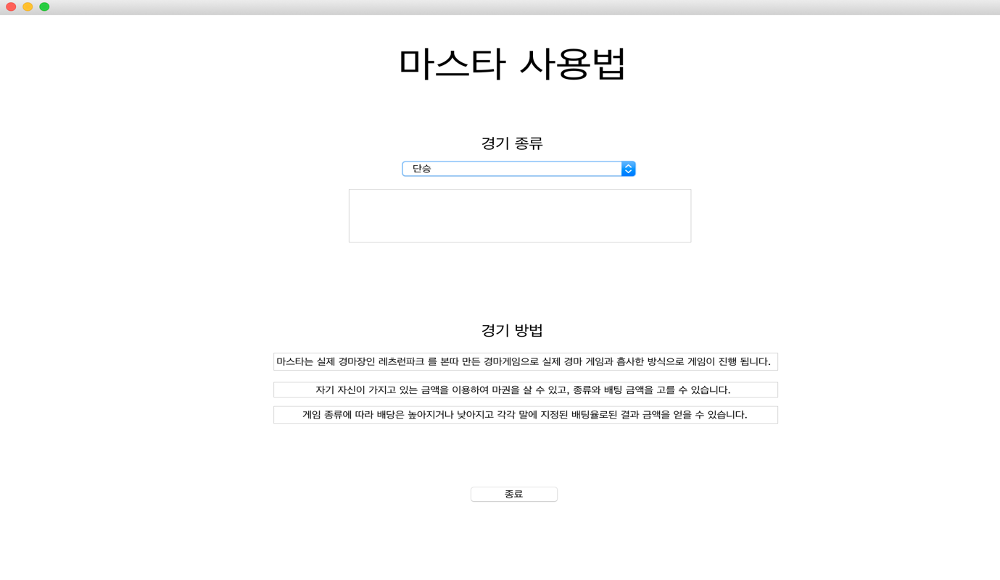 마스타 사용법
경기 종류
단승
경기 방법
마스타는 실제 경마장인 레츠런파크 를 본따 만든 경마게임으로 실제 경마 게임과 흡사한 방식으로 게임이 진행 됩니다.
자기 자신이 가지고 있는 금액을 이용하여 마권을 살 수 있고, 종류와 배팅 금액을 고를 수 있습니다.
게임 종류에 따라 배당은 높아지거나 낮아지고 각각 말에 지정된 배팅율로된 결과 금액을 얻을 수 있습니다.
종료